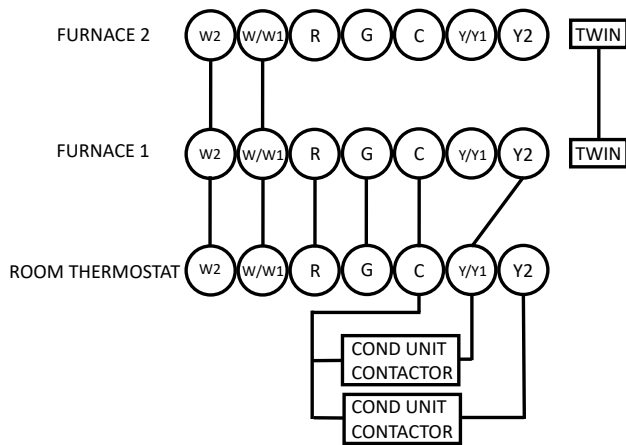 FURNACE 2 W2 W/W1 R G C Y/Y1 Y2 TWIN
FURNACE 1 W2 W/W1 R G C Y/Y1 Y2 TWIN
ROOM THERMOSTAT W2 W/W1 R G C Y/Y1 Y2
COND UNIT
CONTACTOR
COND UNIT
CONTACTOR